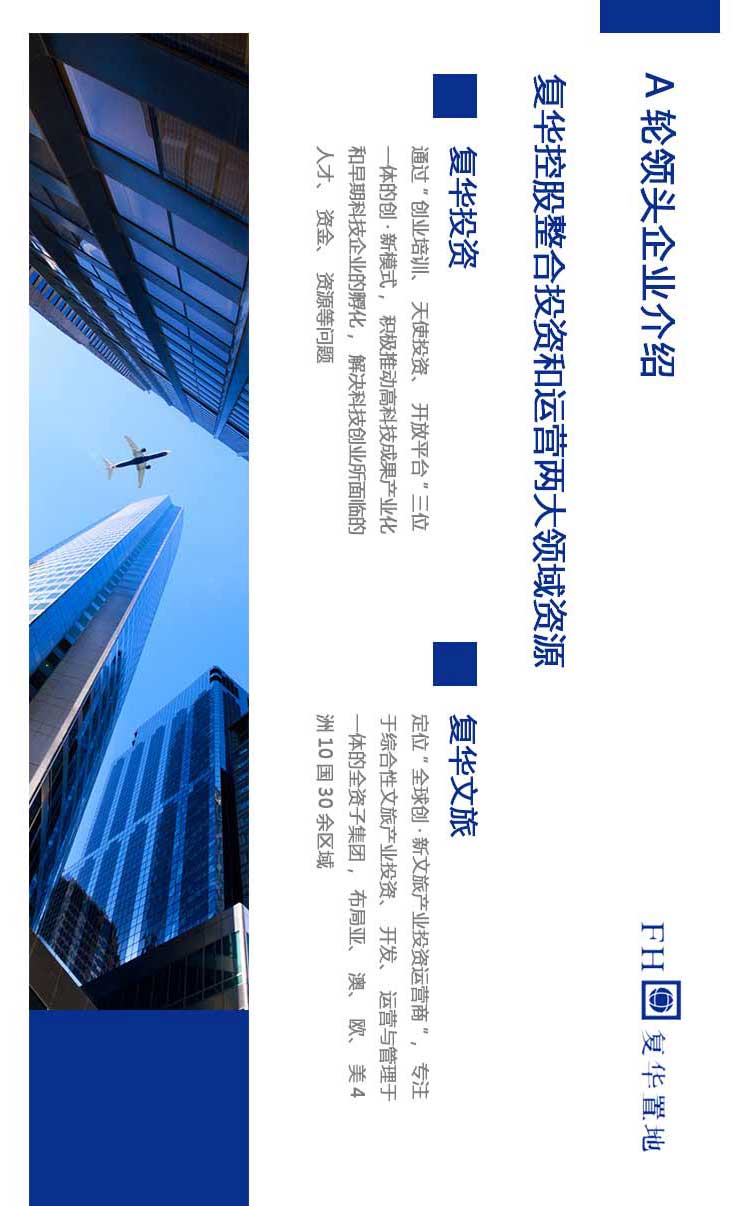 A 轮领头企业介绍
FH 复华置地
复华控股整合投资和运营两大领域资源
复华投资
通过“创业培训、天使投资、开放平台”三位
一体的创·新模式，积极推动高科技成果产业化
和早期科技企业的孵化，解决科技创业所面临的
人才、资金、资源等问题
复华文旅
定位“全球创·新文旅产业投资运营商”，专注
于综合性文旅产业投资、开发、运营与管理于
一体的全资子集团，布局亚、澳、欧、美 4
洲 10 国 30 余区域